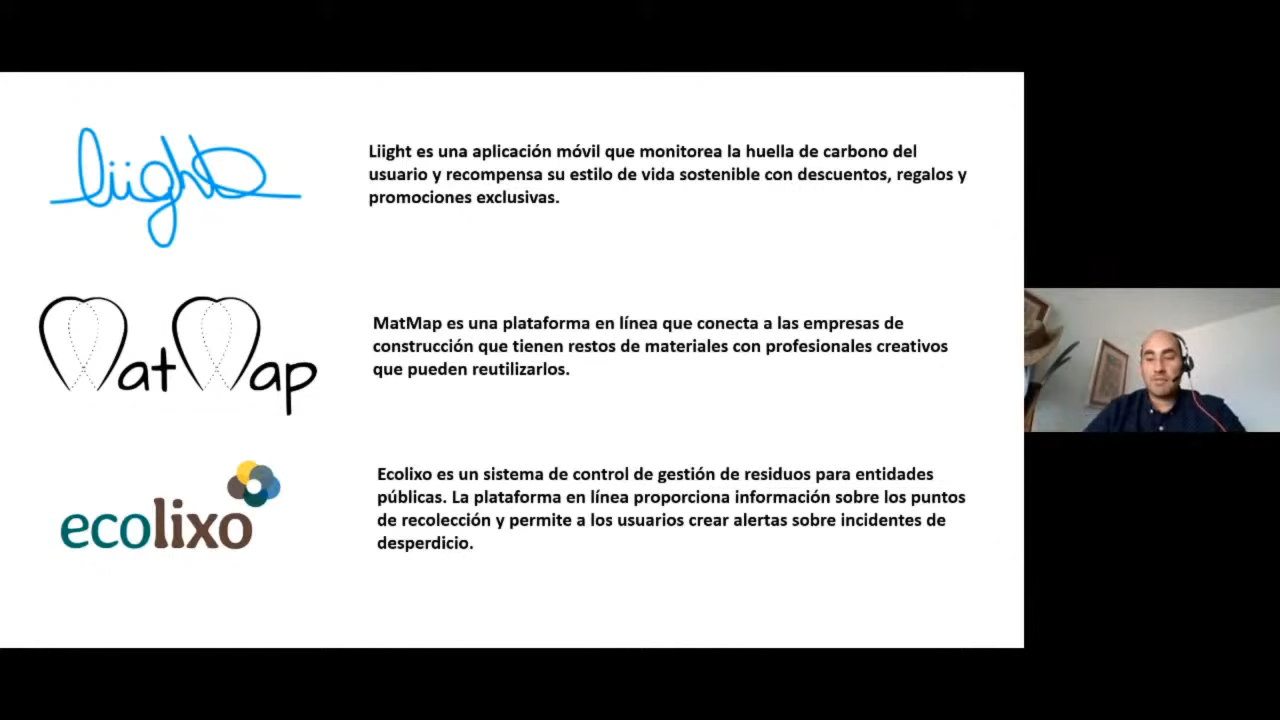 liight
Liight es una aplicación móvil que monitorea la huella de carbono del
usuario y recompensa su estilo de vida sostenible con descuentos, regalos y
promociones exclusivas.
MatMap
MatMap es una plataforma en línea que conecta a las empresas de
construcción que tienen restos de materiales con profesionales creativos
que pueden reutilizarlos.
ecolixo
Ecolixo es un sistema de control de gestión de residuos para entidades
públicas. La plataforma en línea proporciona información sobre los puntos
de recolección y permite a los usuarios crear alertas sobre incidentes de
desperdicio.